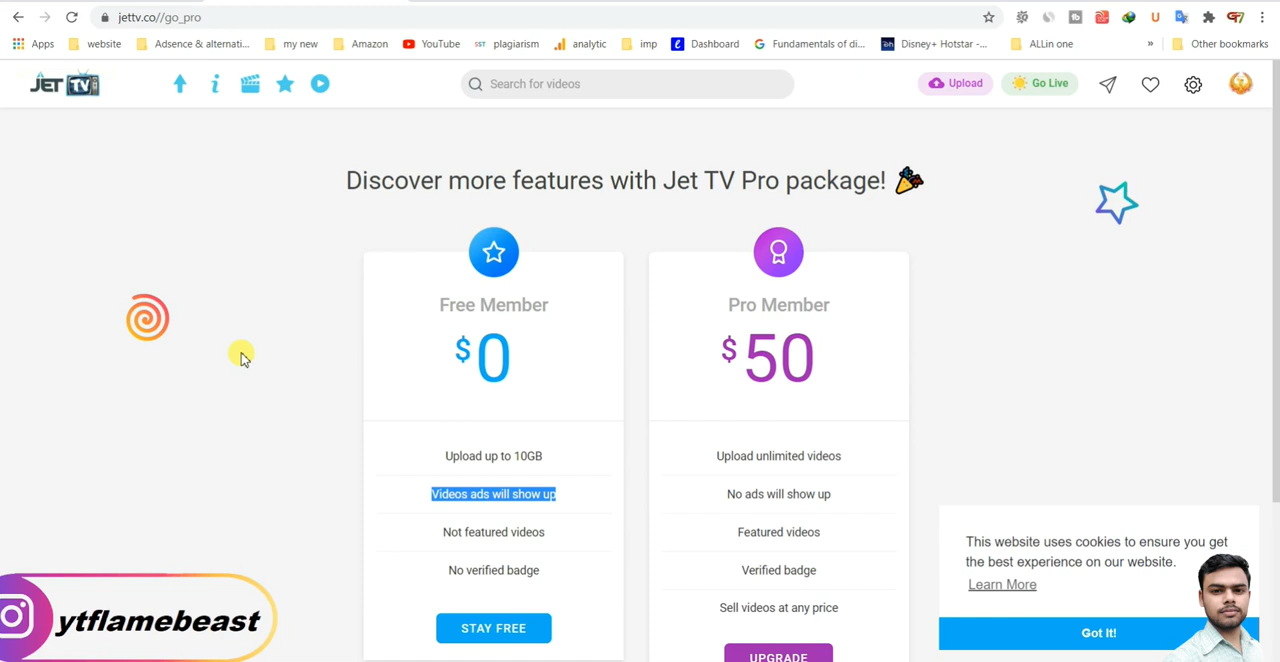 jettv.co//go_pro
Apps website Adsence & alternati... my new Amazon YouTube SST plagiarism analytic imp Dashboard Fundamentals of di... Disney+ Hotstar -... ALLin one » Other bookmarks
JET TV Search for videos Upload Go Live
Discover more features with Jet TV Pro package!
Free Member
$0
Upload up to 10GB
Videos ads will show up
Not featured videos
No verified badge
STAY FREE
Pro Member
$50
Upload unlimited videos
No ads will show up
Featured videos
Verified badge
Sell videos at any price
UPGRADE
This website uses cookies to ensure you get
the best experience on our website.
Learn More
Got It!
ytflamebeast